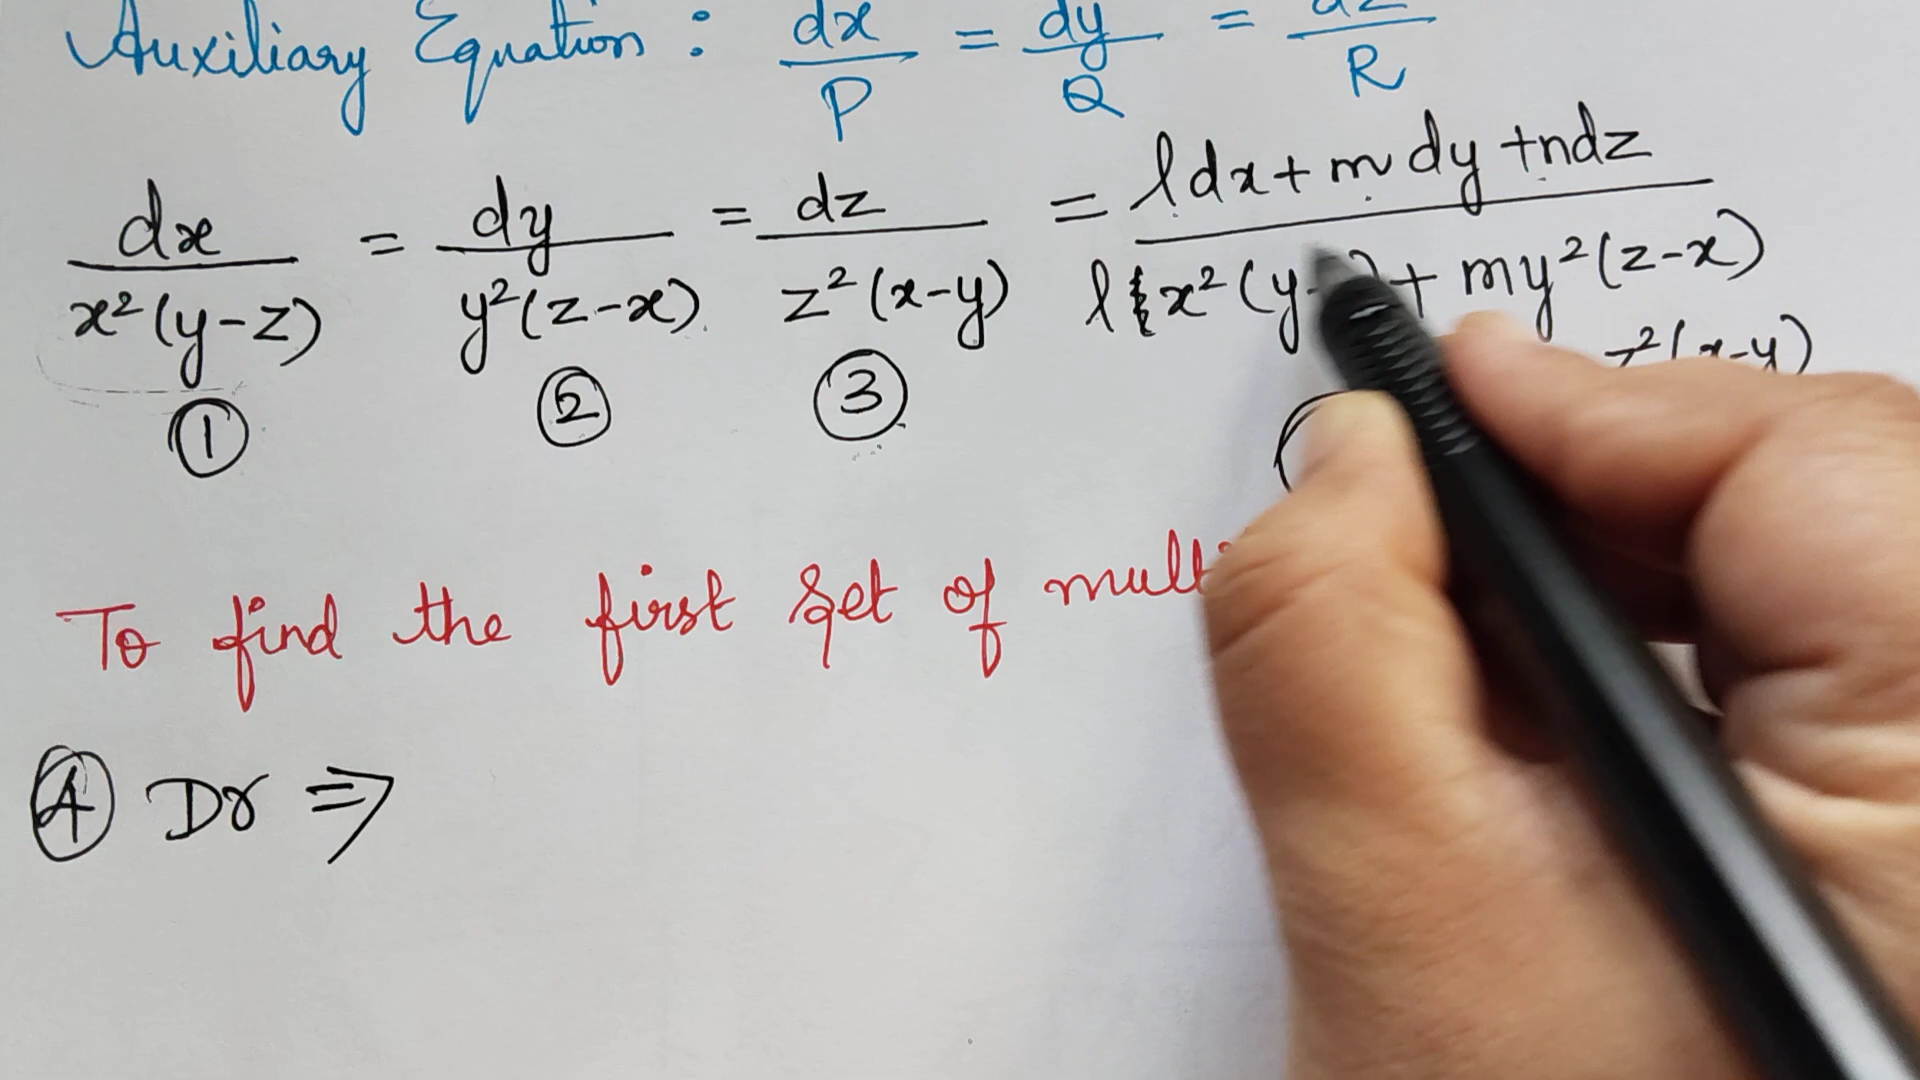 Auxiliary Equation : dx/P = dy/Q = dz/R
dx/x²(y-z) = dy/y²(z-x) = dz/z²(x-y) = ldx + mdy + ndz / l x²(y- ) + my²(z-x)
z²(x-y)
① ② ③
To find the first set of
④ Dr ⇒